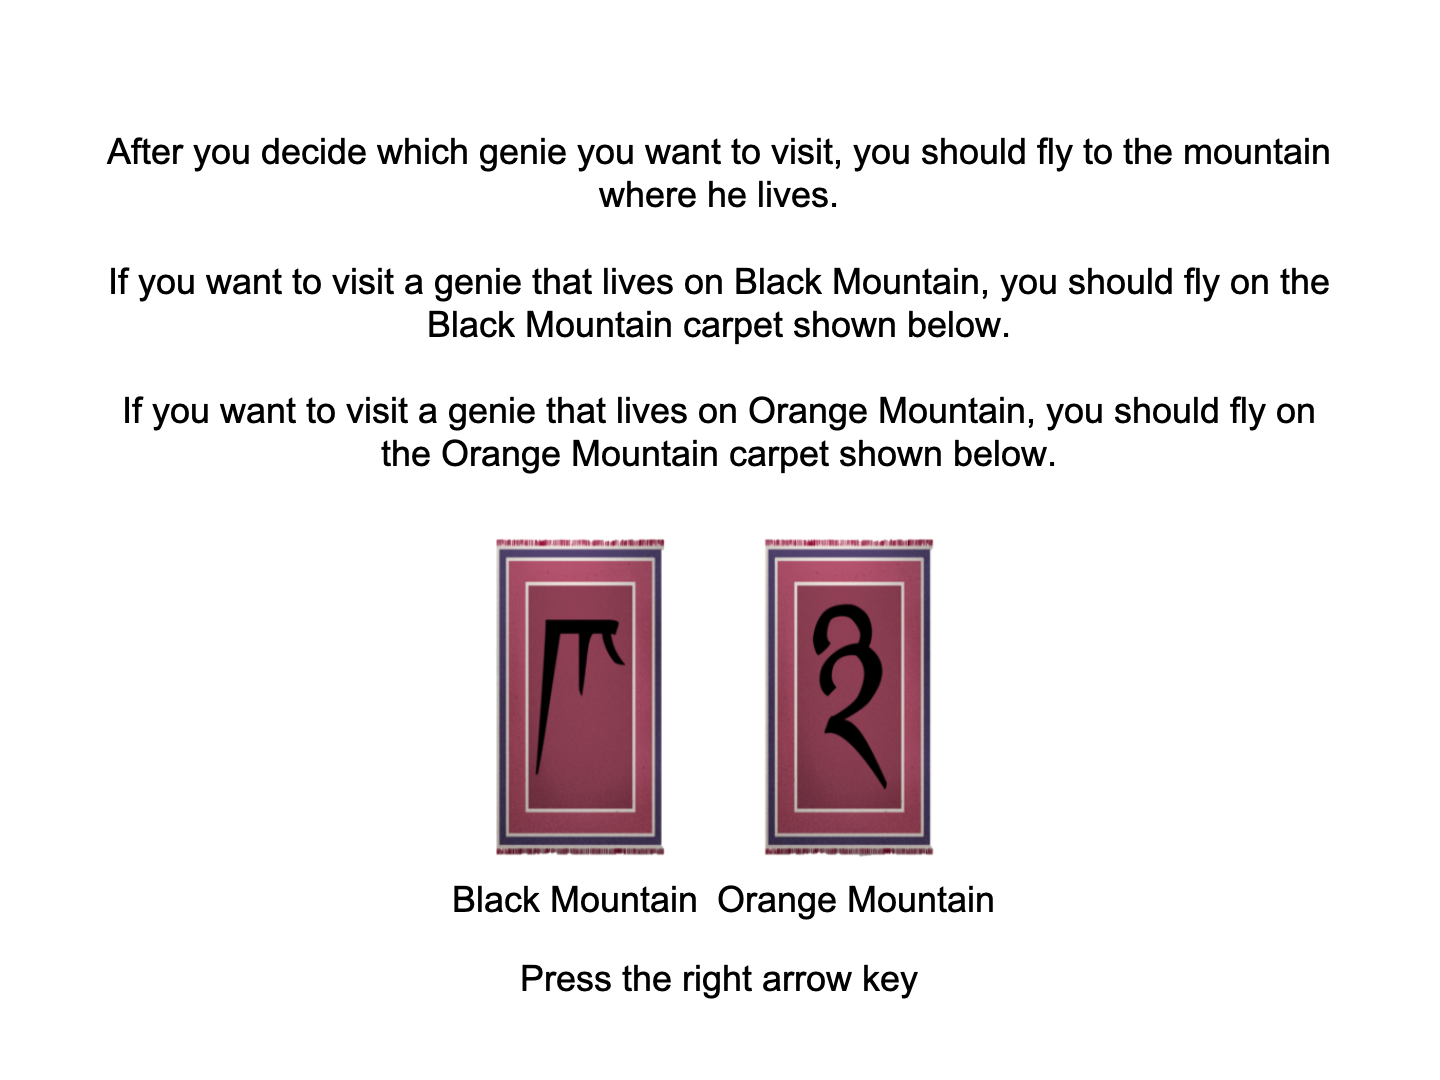 After you decide which genie you want to visit, you should fly to the mountain
where he lives.
If you want to visit a genie that lives on Black Mountain, you should fly on the
Black Mountain carpet shown below.
If you want to visit a genie that lives on Orange Mountain, you should fly on
the Orange Mountain carpet shown below.
Black Mountain Orange Mountain
Press the right arrow key